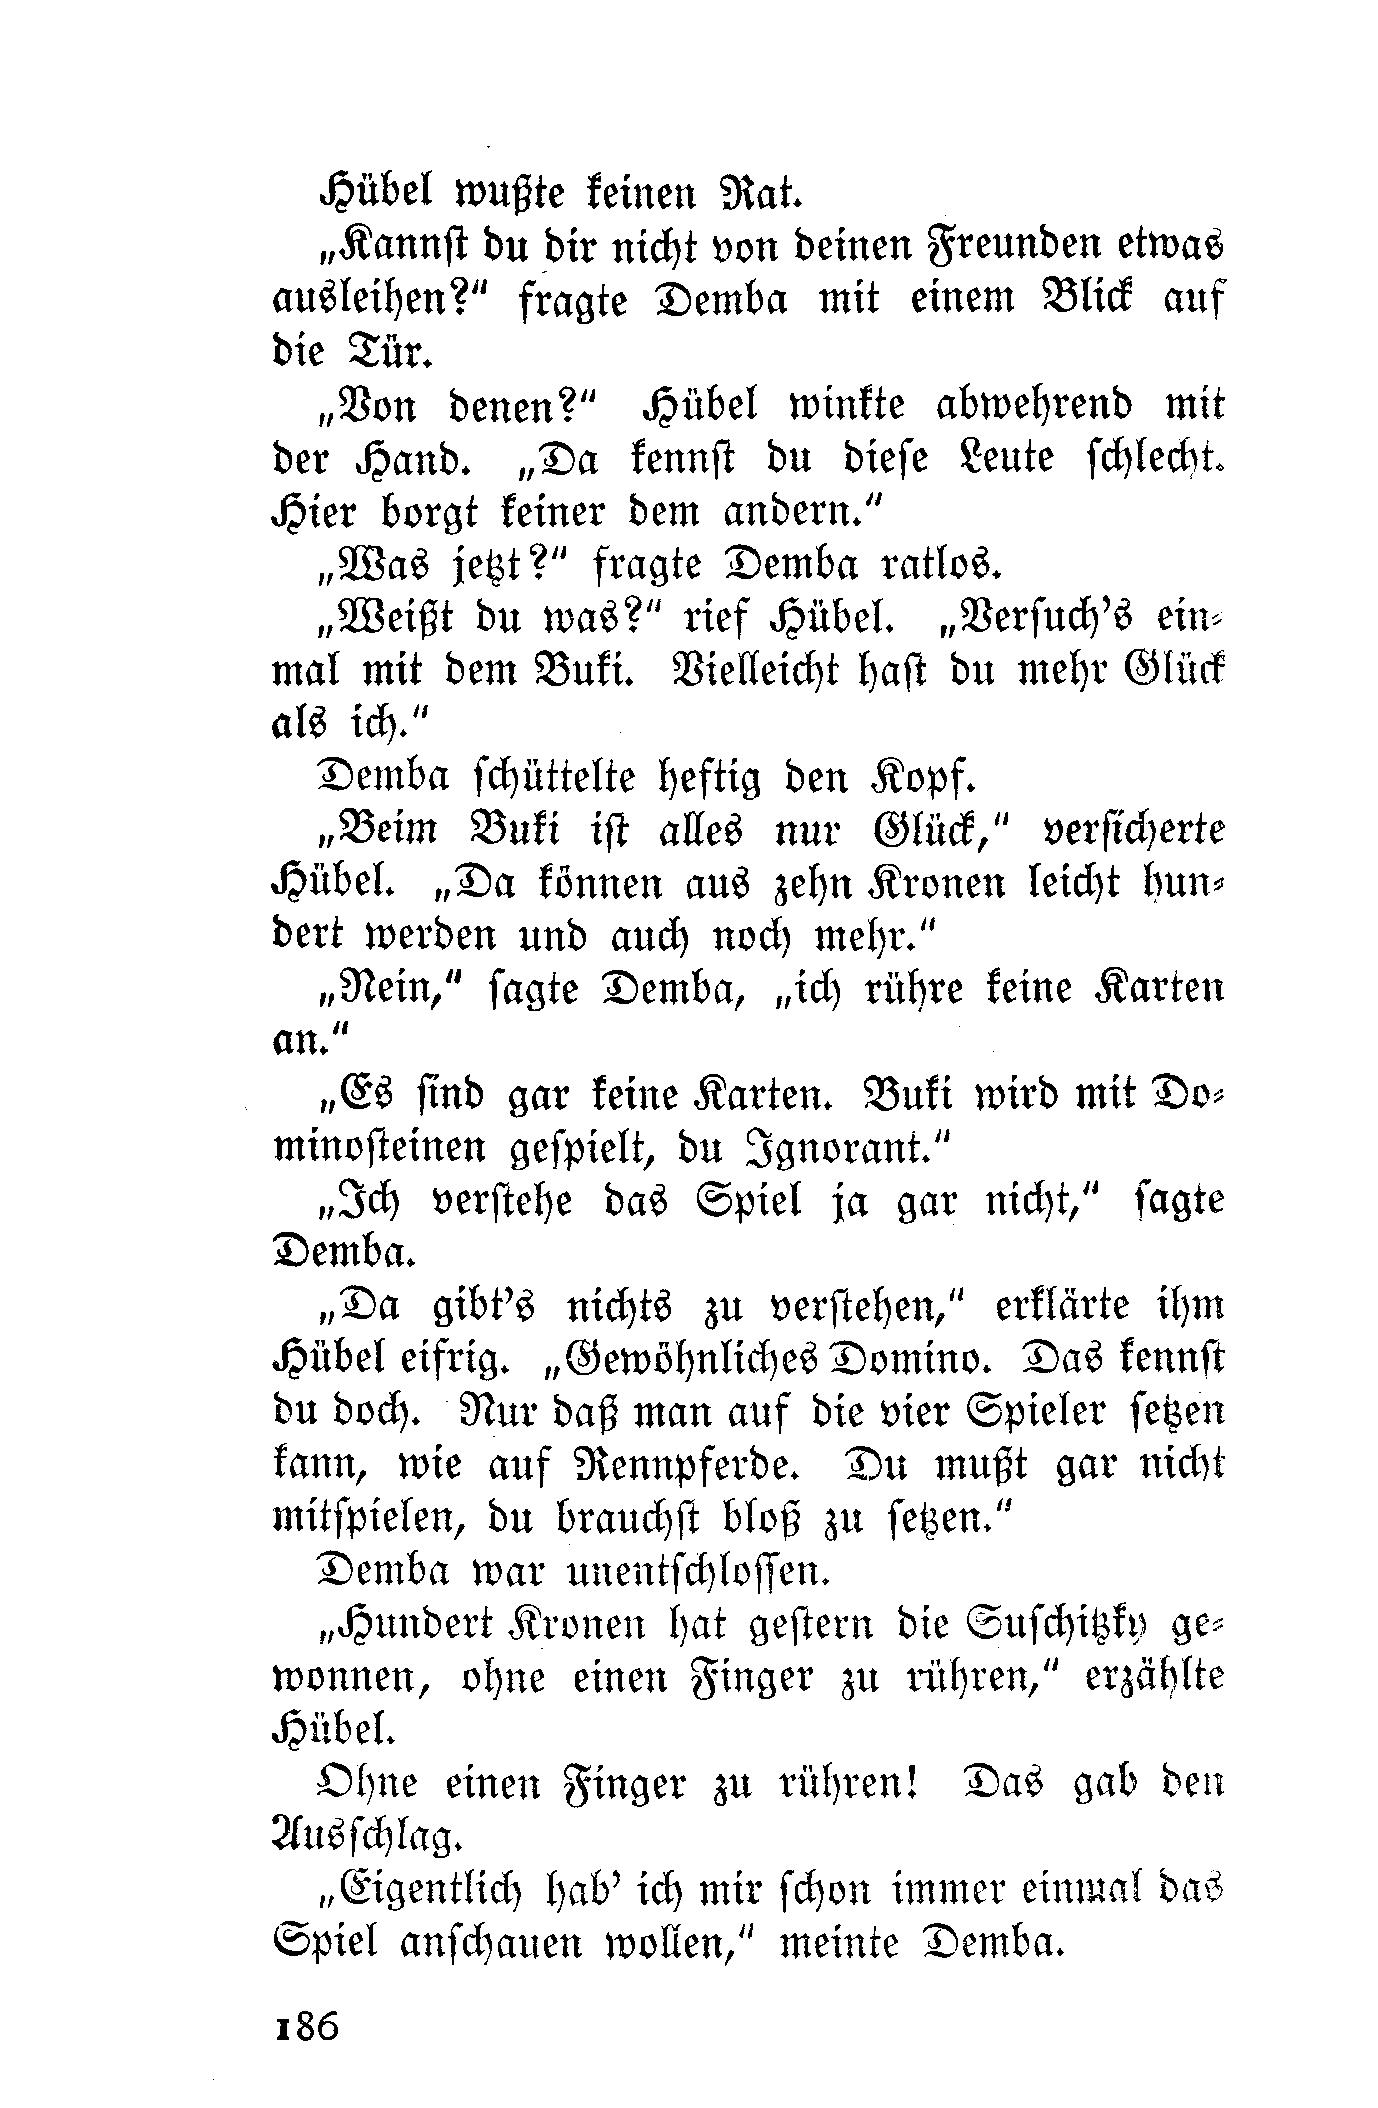 Hübel wußte keinen Rat.
„Kannst du dir nicht von deinen Freunden etwas
ausleihen?“ fragte Demba mit einem Blick auf
die Tür.
„Von denen?“ Hübel winkte abwehrend mit
der Hand. „Da kennst du diese Leute schlecht.
Hier borgt keiner dem andern.“
„Was jetzt?“ fragte Demba ratlos.
„Weißt du was?“ rief Hübel. „Versuch’s ein-
mal mit dem Buki. Vielleicht hast du mehr Glück
als ich.“
Demba schüttelte heftig den Kopf.
„Beim Buki ist alles nur Glück,“ versicherte
Hübel. „Da können aus zehn Kronen leicht hun-
dert werden und auch noch mehr.“
„Nein,“ sagte Demba, „ich rühre keine Karten
an.“
„Es sind gar keine Karten. Buki wird mit Do-
minosteinen gespielt, du Ignorant.“
„Ich verstehe das Spiel ja gar nicht,“ sagte
Demba.
„Da gibt’s nichts zu verstehen,“ erklärte ihm
Hübel eifrig. „Gewöhnliches Domino. Das kennst
du doch. Nur daß man auf die vier Spieler setzen
kann, wie auf Rennpferde. Du mußt gar nicht
mitspielen, du brauchst bloß zu setzen.“
Demba war unentschlossen.
„Hundert Kronen hat gestern die Suschitzky ge-
wonnen, ohne einen Finger zu rühren,“ erzählte
Hübel.
Ohne einen Finger zu rühren! Das gab den
Ausschlag.
„Eigentlich hab’ ich mir schon immer einmal das
Spiel anschauen wollen,“ meinte Demba.
186